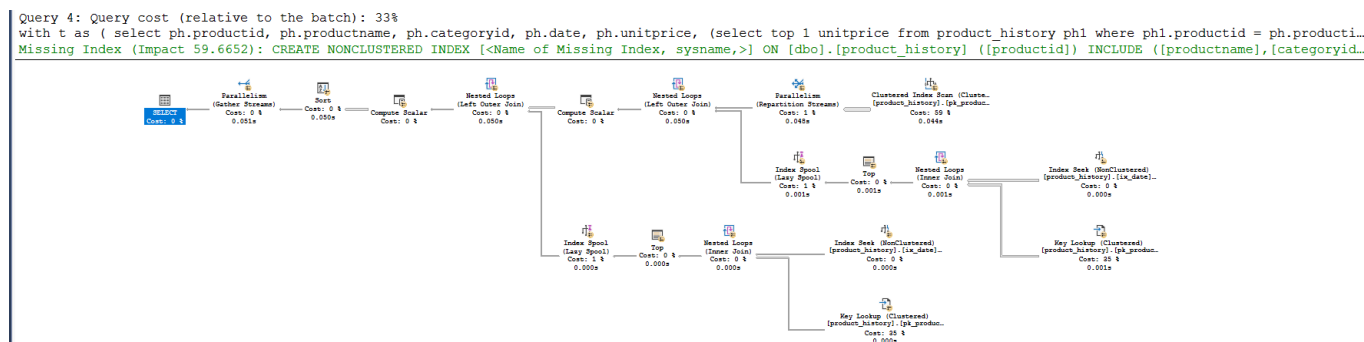 Query 4: Query cost (relative to the batch): 33%
with t as ( select ph.productid, ph.productname, ph.categoryid, ph.date, ph.unitprice, (select top 1 unitprice from product_history ph1 where ph1.productid = ph.producti…
Missing Index (Impact 59.6652): CREATE NONCLUSTERED INDEX [<Name of Missing Index, sysname,>] ON [dbo].[product_history] ([productid]) INCLUDE ([productname],[categoryid…
SELECT
Cost: 0 %
Parallelism
(Gather Streams)
Cost: 0 %
0.051s
Sort
Cost: 0 %
0.050s
Compute Scalar
Cost: 0 %
Nested Loops
(Left Outer Join)
Cost: 0 %
0.050s
Compute Scalar
Cost: 0 %
Nested Loops
(Left Outer Join)
Cost: 0 %
0.050s
Parallelism
(Repartition Streams)
Cost: 1 %
0.048s
Clustered Index Scan (Cluste…
[product_history].[pk_produc…
Cost: 59 %
0.044s
Index Spool
(Lazy Spool)
Cost: 1 %
0.001s
Top
Cost: 0 %
0.001s
Nested Loops
(Inner Join)
Cost: 0 %
0.001s
Index Seek (NonClustered)
[product_history].[ix_date]…
Cost: 0 %
0.000s
Index Spool
(Lazy Spool)
Cost: 1 %
0.000s
Top
Cost: 0 %
0.000s
Nested Loops
(Inner Join)
Cost: 0 %
0.000s
Index Seek (NonClustered)
[product_history].[ix_date]…
Cost: 0 %
0.000s
Key Lookup (Clustered)
[product_history].[pk_produc…
Cost: 25 %
0.001s
Key Lookup (Clustered)
[product_history].[pk_produc…
Cost: 25 %
0.000s